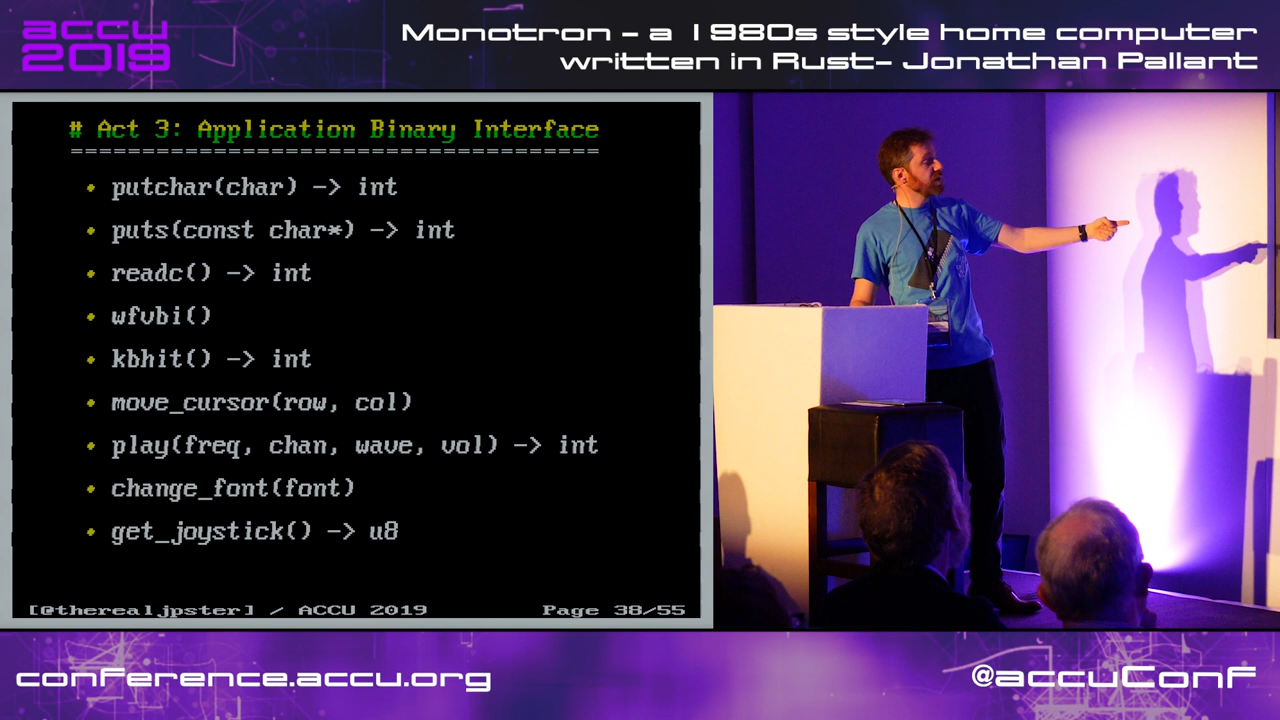 accu
2019
Monotron - a 1980s style home computer
written in Rust- Jonathan Pallant
# Act 3: Application Binary Interface
=====================================
• putchar(char) -> int
• puts(const char*) -> int
• readc() -> int
• wfvbi()
• kbhit() -> int
• move_cursor(row, col)
• play(freq, chan, wave, vol) -> int
• change_font(font)
• get_joystick() -> u8
[@therealjpster] / ACCU 2019
Page 38/55
conference.accu.org
@accuConf